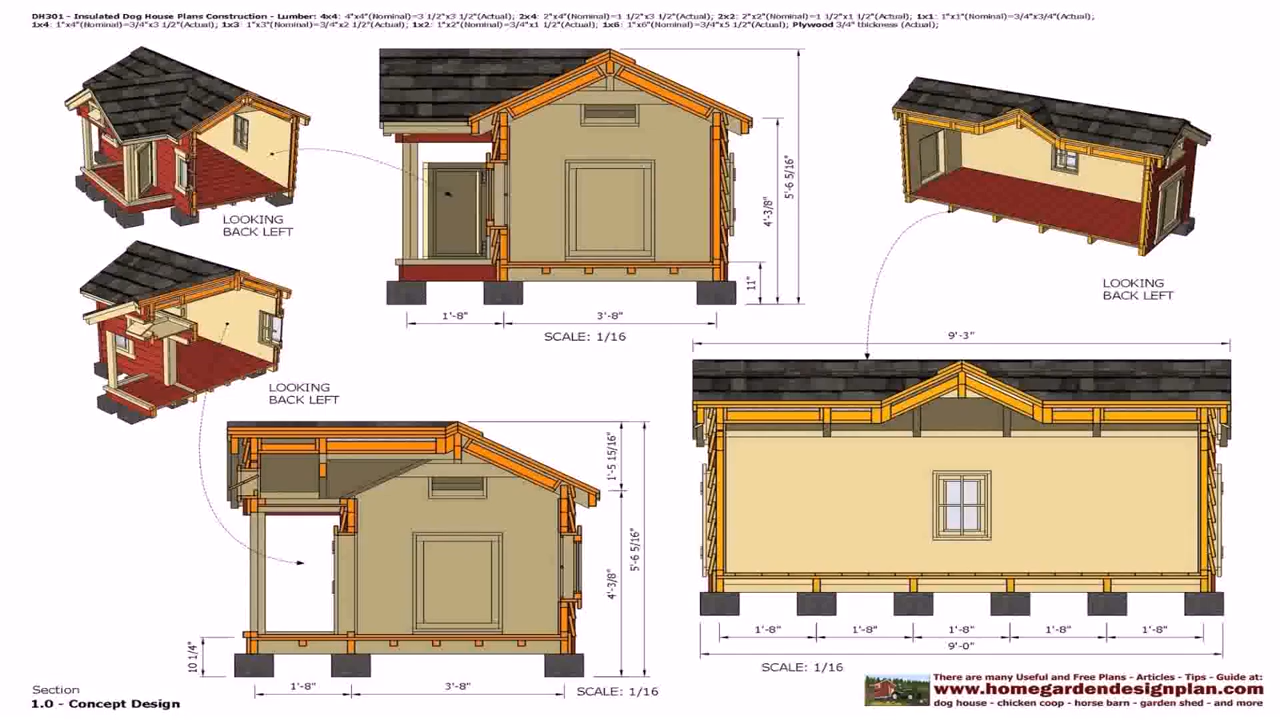 DH301 - Insulated Dog House Plans Construction - Lumber: 4x4: 4"x4"(Nominal)=3 1/2"x3 1/2"(Actual); 2x4: 2"x4"(Nominal)=1 1/2"x3 1/2"(Actual); 2x2: 2"x2"(Nominal)=1 1/2"x1 1/2"(Actual); 1x1: 1"x1"(Nominal)=3/4"x3/4"(Actual);
1x4: 1"x4"(Nominal)=3/4"x3 1/2"(Actual); 1x3: 1"x3"(Nominal)=3/4"x2 1/2"(Actual); 1x2: 1"x2"(Nominal)=3/4"x1 1/2"(Actual); 1x6: 1"x6"(Nominal)=3/4"x5 1/2"(Actual); Plywood 3/4" thickness (Actual);
LOOKING
BACK LEFT
4'-3/8"
5'-6 5/16"
11"
1'-8"
3'-8"
SCALE: 1/16
LOOKING
BACK LEFT
LOOKING
BACK LEFT
9'-3"
1'-5 15/16"
4'-3/8"
5'-6 5/16"
10 1/4"
1'-8"
3'-8"
SCALE: 1/16
1'-8"
1'-8"
1'-8"
1'-8"
1'-8"
9'-0"
SCALE: 1/16
Section
1.0 - Concept Design
There are many Useful and Free Plans - Articles - Tips - Guide at:
www.homegardendesignplan.com
dog house - chicken coop - horse barn - garden shed - and more